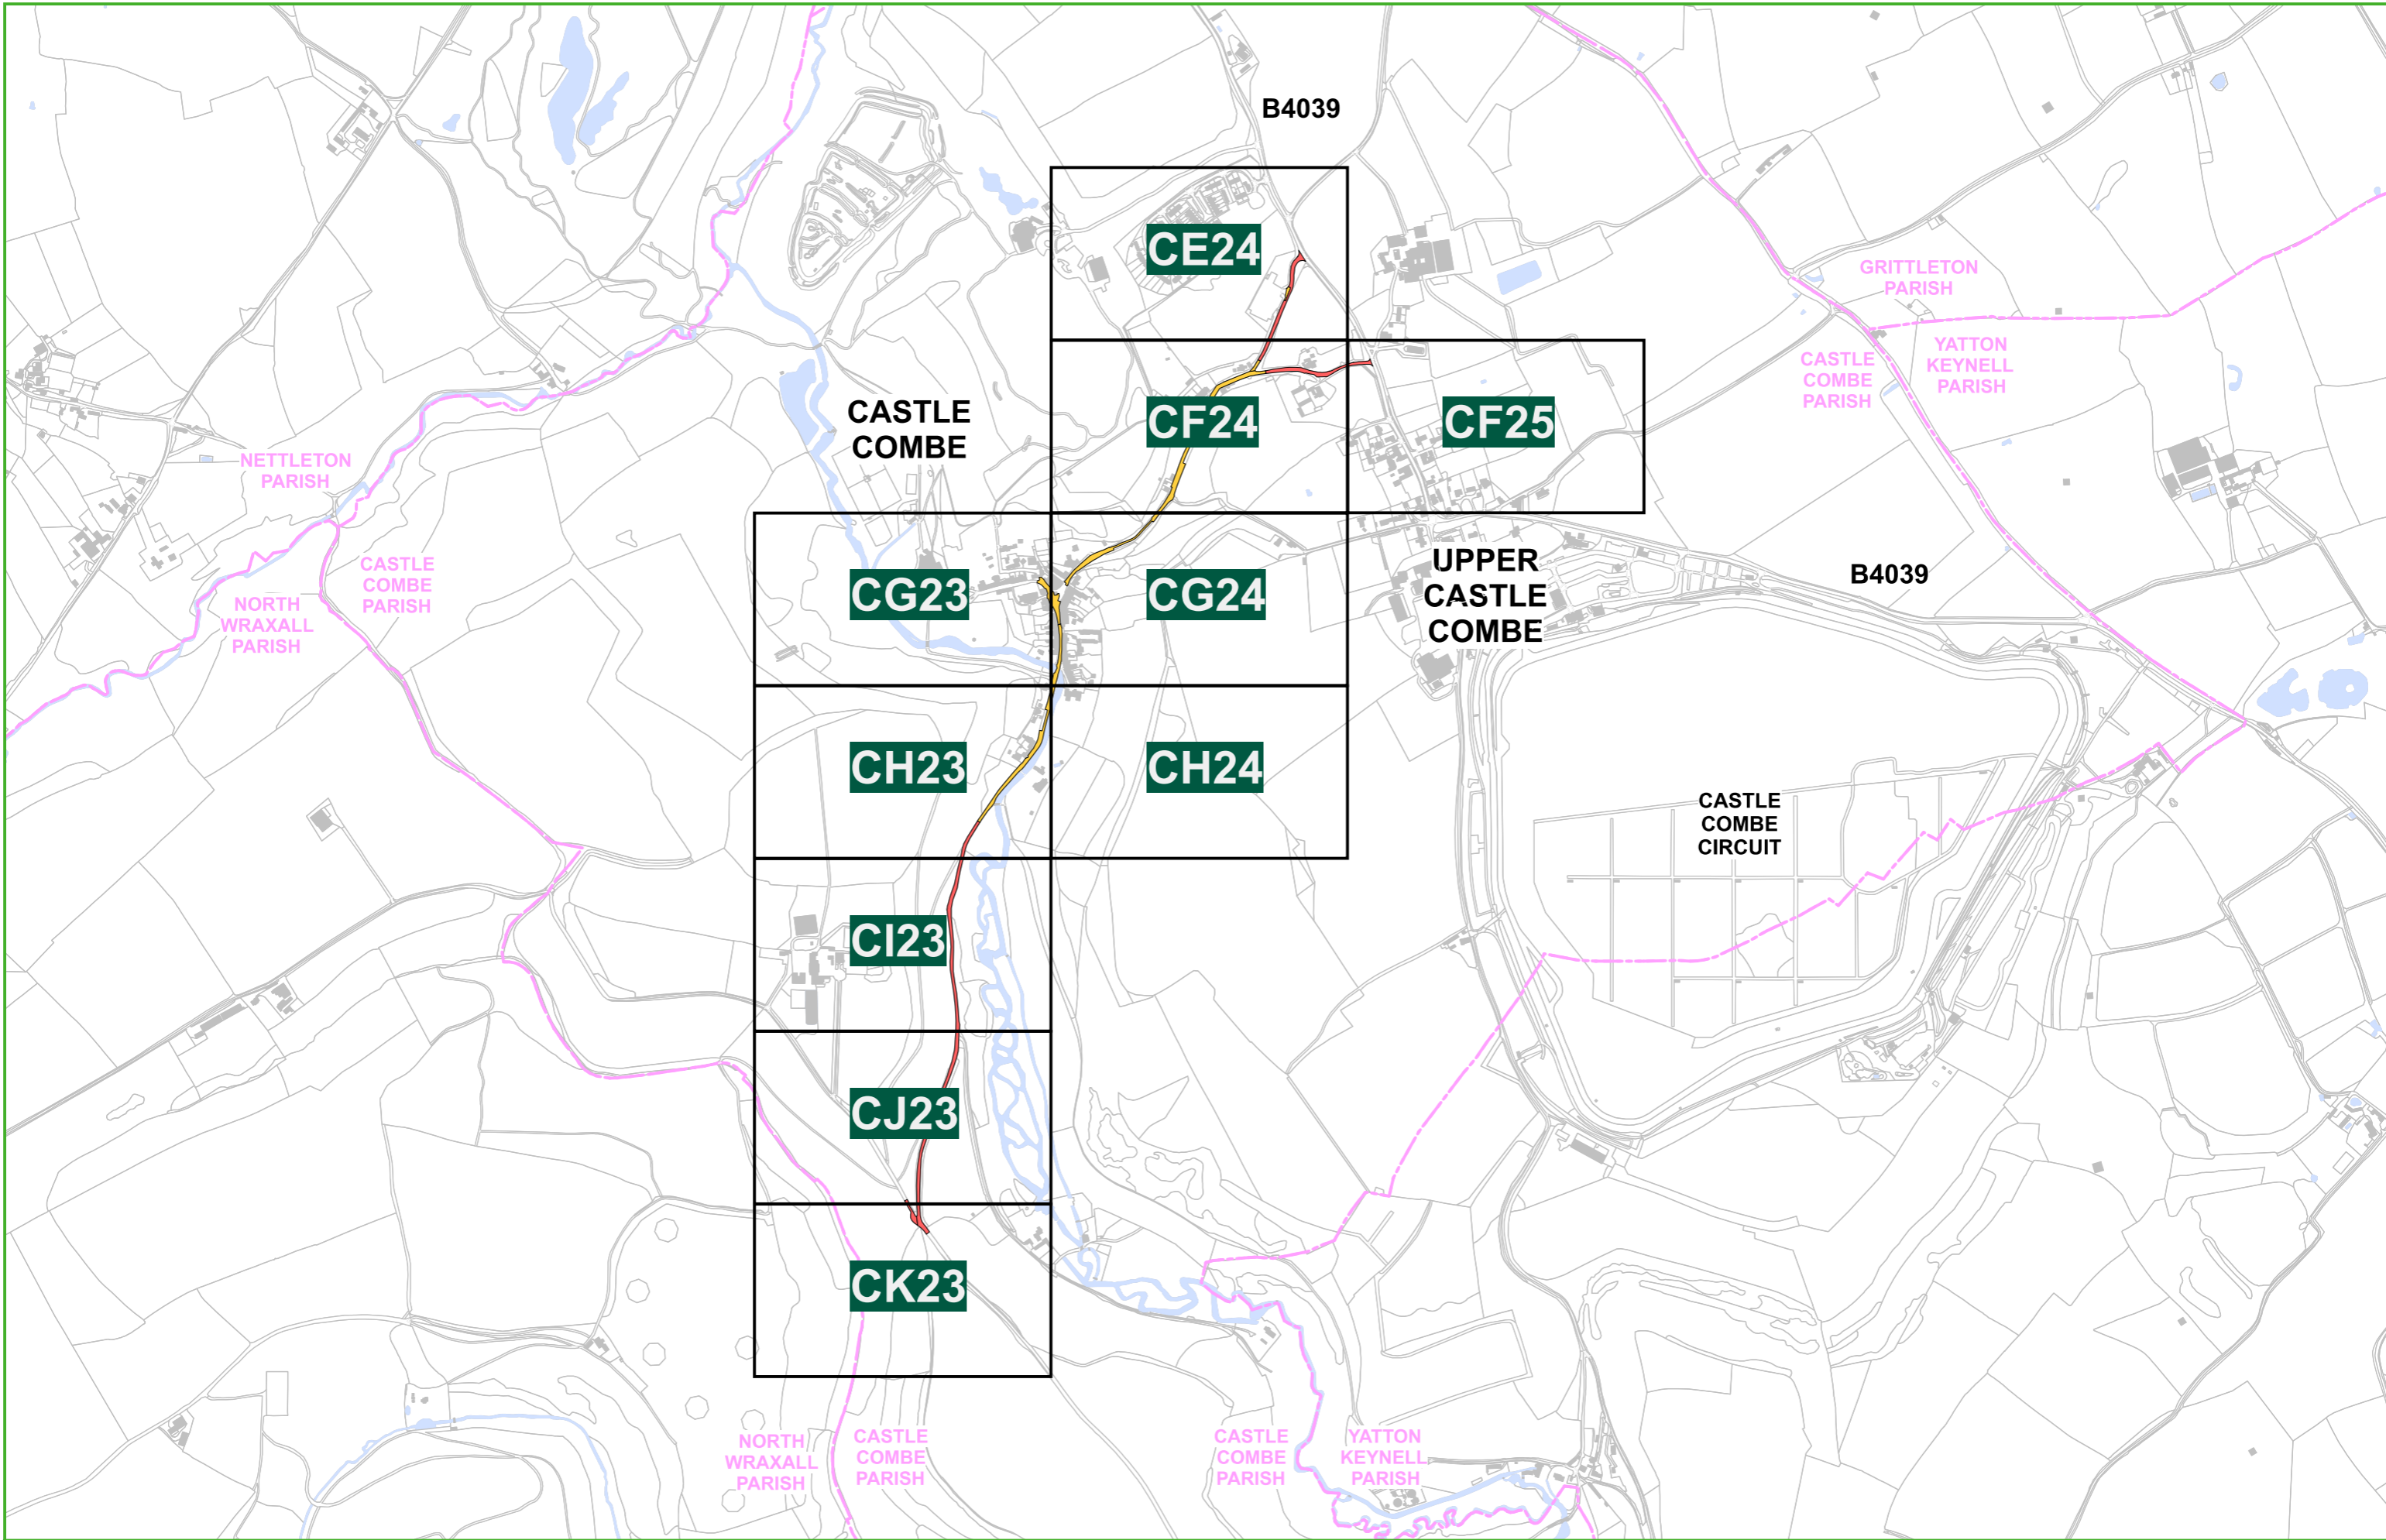 B4039
CE24
GRITTLETON
PARISH
CASTLE
COMBE
PARISH
YATTON
KEYNELL
PARISH
CASTLE
COMBE
CF24
CF25
NETTLETON
PARISH
CASTLE
COMBE
PARISH
NORTH
WRAXALL
PARISH
CG23
CG24
UPPER
CASTLE
COMBE
B4039
CH23
CH24
CASTLE
COMBE
CIRCUIT
CI23
CJ23
CK23
NORTH
WRAXALL
PARISH
CASTLE
COMBE
PARISH
CASTLE
COMBE
PARISH
YATTON
KEYNELL
PARISH